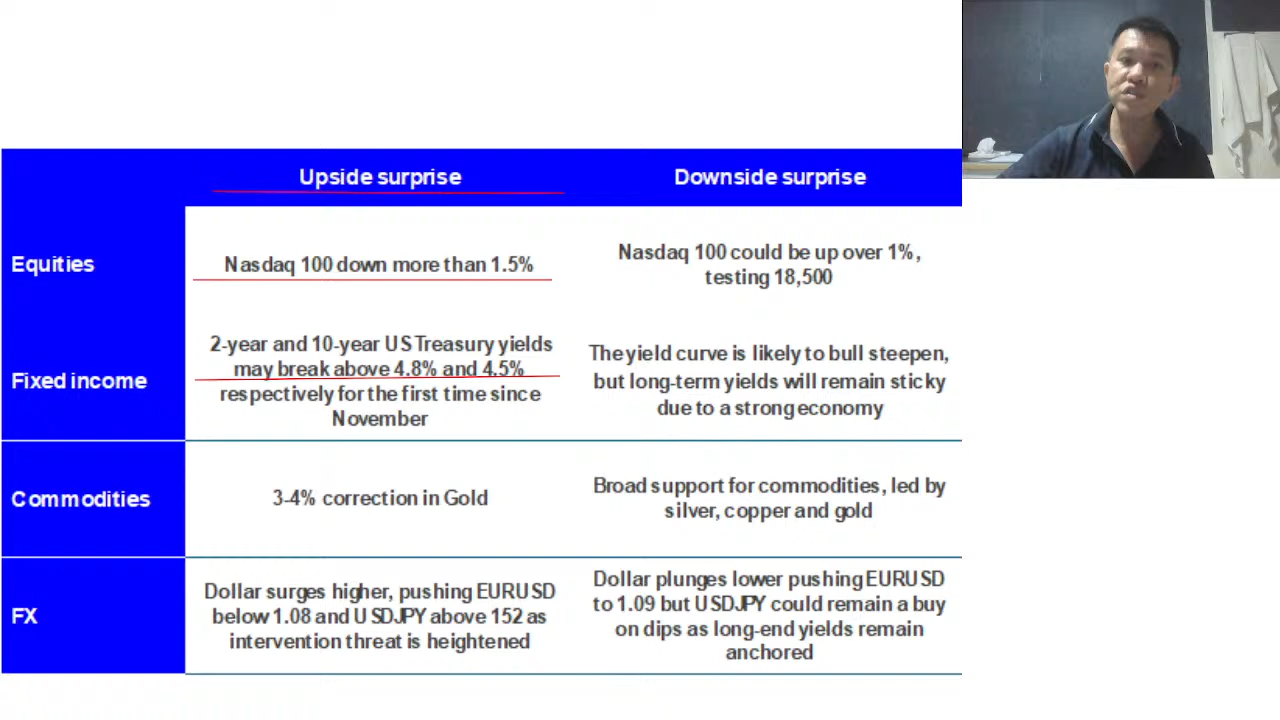 Upside surprise
Downside surprise
Equities
Nasdaq 100 down more than 1.5%
Nasdaq 100 could be up over 1%,
testing 18,500
Fixed income
2-year and 10-year US Treasury yields
may break above 4.8% and 4.5%
respectively for the first time since
November
The yield curve is likely to bull steepen,
but long-term yields will remain sticky
due to a strong economy
Commodities
3-4% correction in Gold
Broad support for commodities, led by
silver, copper and gold
FX
Dollar surges higher, pushing EURUSD
below 1.08 and USDJPY above 152 as
intervention threat is heightened
Dollar plunges lower pushing EURUSD
to 1.09 but USDJPY could remain a buy
on dips as long-end yields remain
anchored